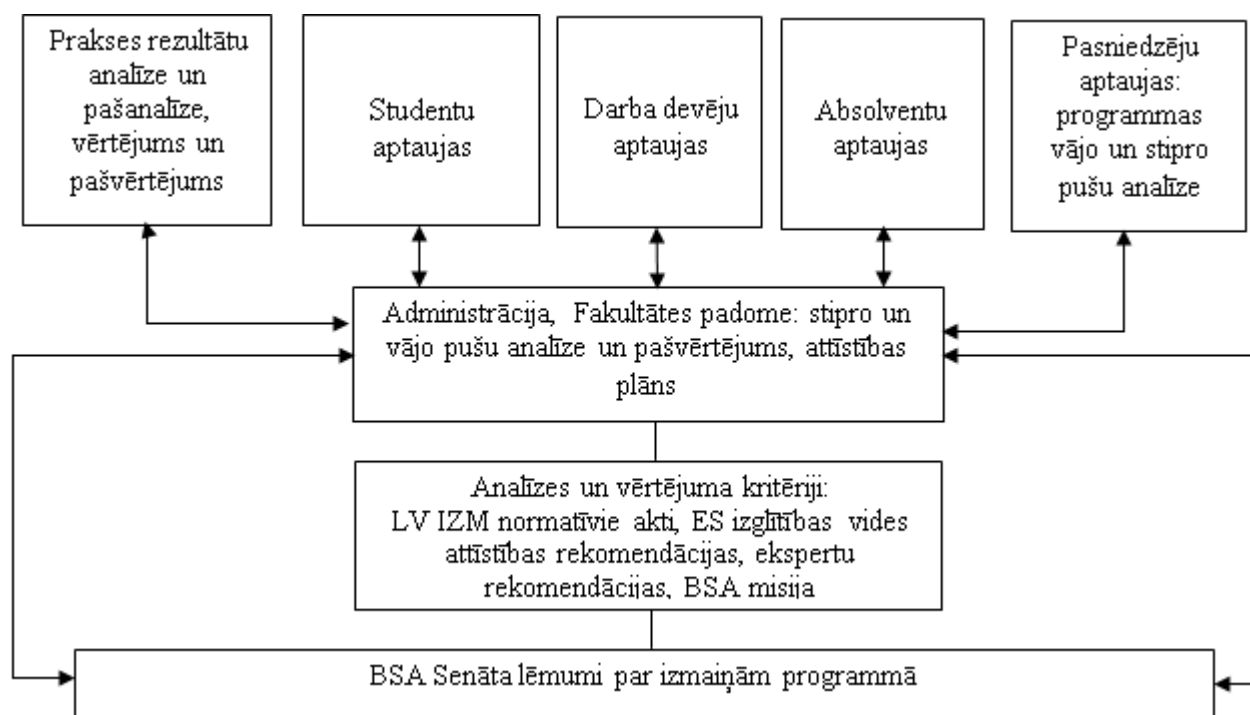 Prakses rezultātu
analīze un
pašanalīze,
vērtējums un
pašvērtējums
Studentu
aptaujas
Darba devēju
aptaujas
Absolventu
aptaujas
Pasniedzēju
aptaujas:
programmas
vājo un stipro
pušu analīze
Administrācija, Fakultātes padome: stipro un
vājo pušu analīze un pašvērtējums, attīstības
plāns
Analīzes un vērtējuma kritēriji:
LV IZM normatīvie akti, ES izglītības vides
attīstības rekomendācijas, ekspertu
rekomendācijas, BSA misija
BSA Senāta lēmumi par izmaiņām programmā